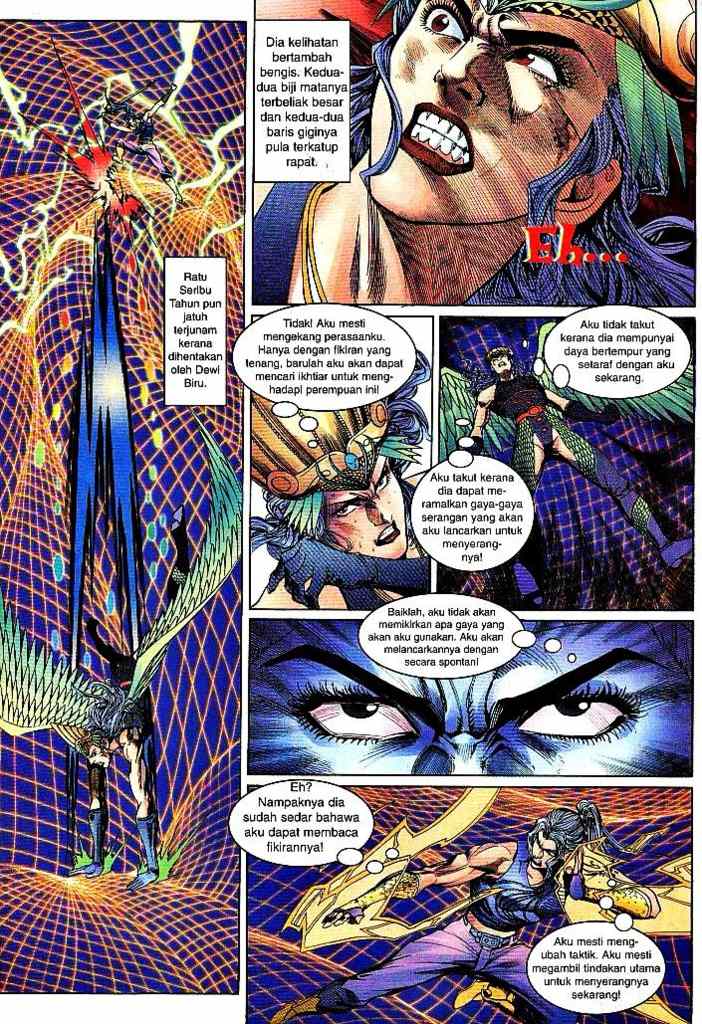 Ratu
Seribu
Tahun pun
jatuh
terjunam
kerana
dihentakan
oleh Dewi
Biru.
Dia kelihatan
bertambah
bengis. Kedua-
dua biji matanya
terbeliak besar
dan kedua-dua
baris giginya
pula terkatup
rapat.
Eh...
Tidak! Aku mesti
mengekang perasaanku.
Hanya dengan fikiran yang
tenang, barulah aku akan dapat
mencari ikhtiar untuk meng-
hadapi perempuan ini!
Aku tidak takut
kerana dia mempunyai
daya bertempur yang
setaraf dengan aku
sekarang.
Aku takut kerana
dia dapat me-
ramalkan gaya-gaya
serangan yang akan
aku lancarkan untuk
menyerang-
nya!
Baiklah, aku tidak akan
memikirkan apa gaya yang
akan aku gunakan. Aku akan
melancarkannya dengan
secara spontan!
Eh?
Nampaknya dia
sudah sedar bahawa
aku dapat membaca
fikirannya!
Aku mesti meng-
ubah taktik. Aku mesti
megambil tindakan utama
untuk menyerangnya
sekarang!